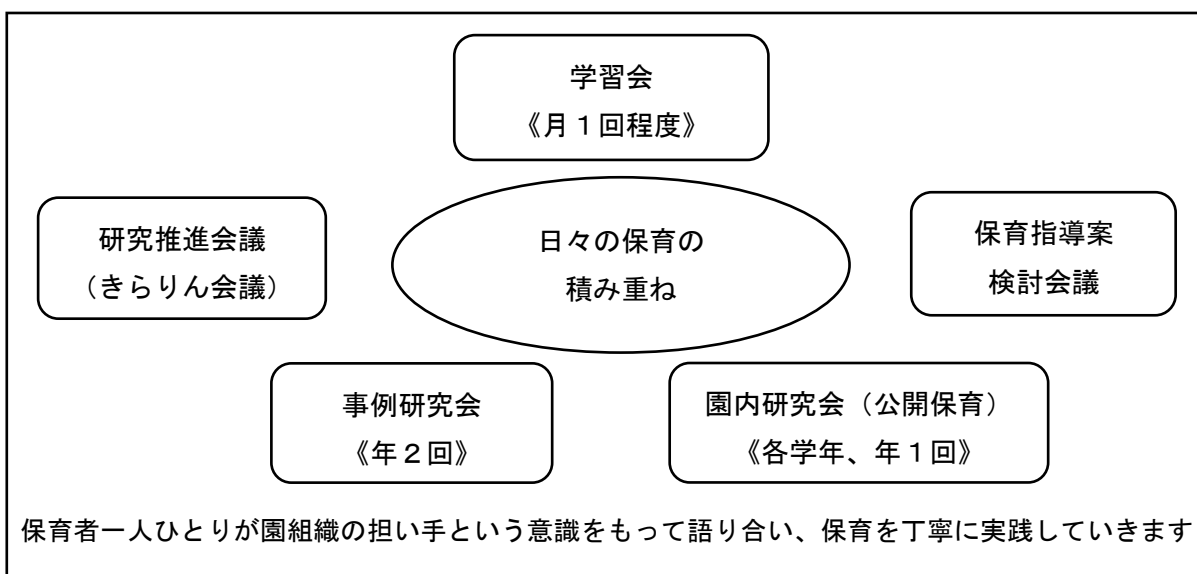 学習会
《月１回程度》
研究推進会議
（きらりん会議）
日々の保育の
積み重ね
保育指導案
検討会議
事例研究会
《年２回》
園内研究会（公開保育）
《各学年、年１回》
保育者一人ひとりが園組織の担い手という意識をもって語り合い、保育を丁寧に実践していきます